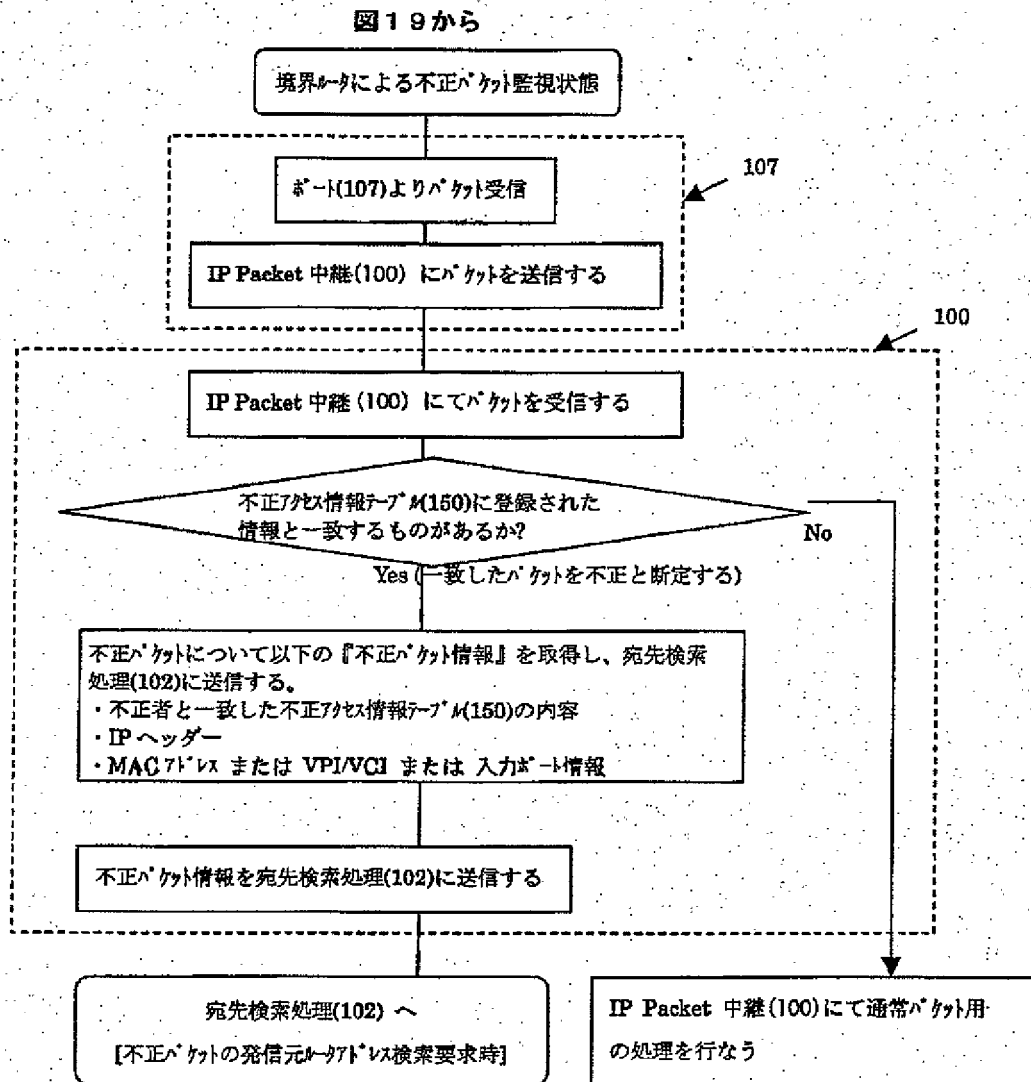 図19から
境界ルータによる不正パケット監視状態
ポート(107)よりパケット受信
107
IP Packet 中継(100) にパケットを送信する
100
IP Packet 中継 (100) にてパケットを受信する
不正アクセス情報テーブル(150)に登録された
情報と一致するものがあるか?
No
Yes (一致したパケットを不正と断定する)
不正パケットについて以下の『不正パケット情報』を取得し、宛先検索
処理(102)に送信する。
・不正者と一致した不正アクセス情報テーブル(150)の内容
・IP ヘッダー
・MAC アドレス または VPI/VCI または 入力ポート情報
不正パケット情報を宛先検索処理(102)に送信する
宛先検索処理(102) へ
[不正パケットの発信元ルータアドレス検索要求時]
IP Packet 中継(100)にて通常パケット用
の処理を行なう